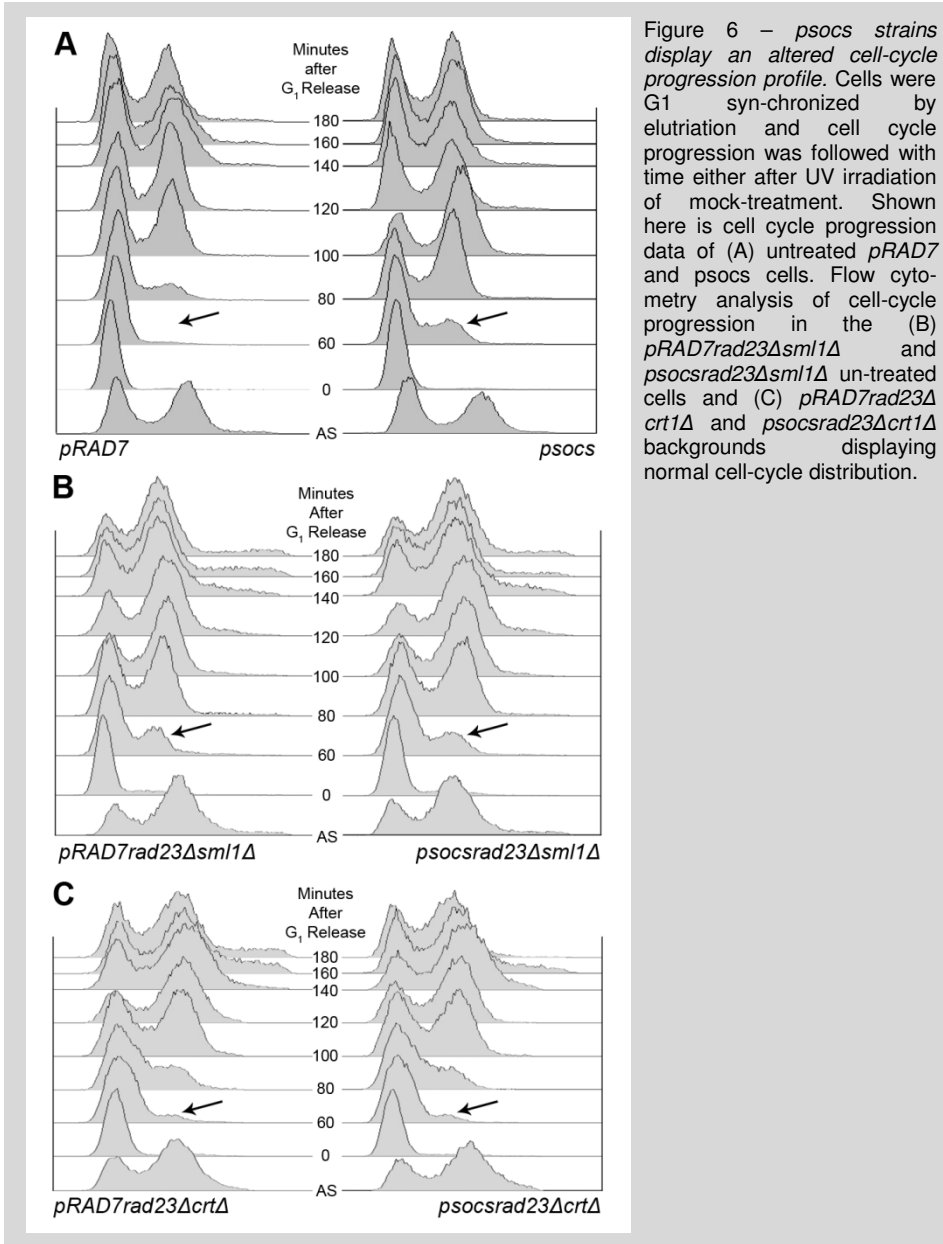 A
Minutes
after
G1 Release
180
160
140
120
100
80
60
0
AS
pRAD7
psocs
B
Minutes
After
G1 Release
180
160
140
120
100
80
60
0
AS
pRAD7rad23Δsml1Δ
psocsrad23Δsml1Δ
C
Minutes
After
G1 Release
180
160
140
120
100
80
60
0
AS
pRAD7rad23ΔcrtΔ
psocsrad23ΔcrtΔ
Figure 6 – psocs strains
display an altered cell-cycle
progression profile. Cells were
G1 syn-chronized by
elutriation and cell cycle
progression was followed with
time either after UV irradiation
of mock-treatment. Shown
here is cell cycle progression
data of (A) untreated pRAD7
and psocs cells. Flow cyto-
metry analysis of cell-cycle
progression in the (B)
pRAD7rad23Δsml1Δ and
psocsrad23Δsml1Δ un-treated
cells and (C) pRAD7rad23Δ
crt1Δ and psocsrad23Δcrt1Δ
backgrounds displaying
normal cell-cycle distribution.